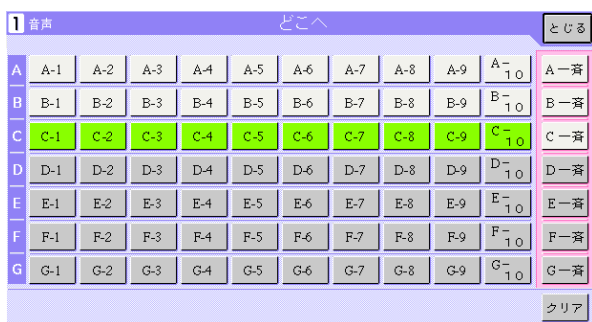 1 音声 どこへ とじる
A A-1 A-2 A-3 A-4 A-5 A-6 A-7 A-8 A-9 A-10 A一斉
B B-1 B-2 B-3 B-4 B-5 B-6 B-7 B-8 B-9 B-10 B一斉
C C-1 C-2 C-3 C-4 C-5 C-6 C-7 C-8 C-9 C-10 C一斉
D D-1 D-2 D-3 D-4 D-5 D-6 D-7 D-8 D-9 D-10 D一斉
E E-1 E-2 E-3 E-4 E-5 E-6 E-7 E-8 E-9 E-10 E一斉
F F-1 F-2 F-3 F-4 F-5 F-6 F-7 F-8 F-9 F-10 F一斉
G G-1 G-2 G-3 G-4 G-5 G-6 G-7 G-8 G-9 G-10 G一斉
クリア